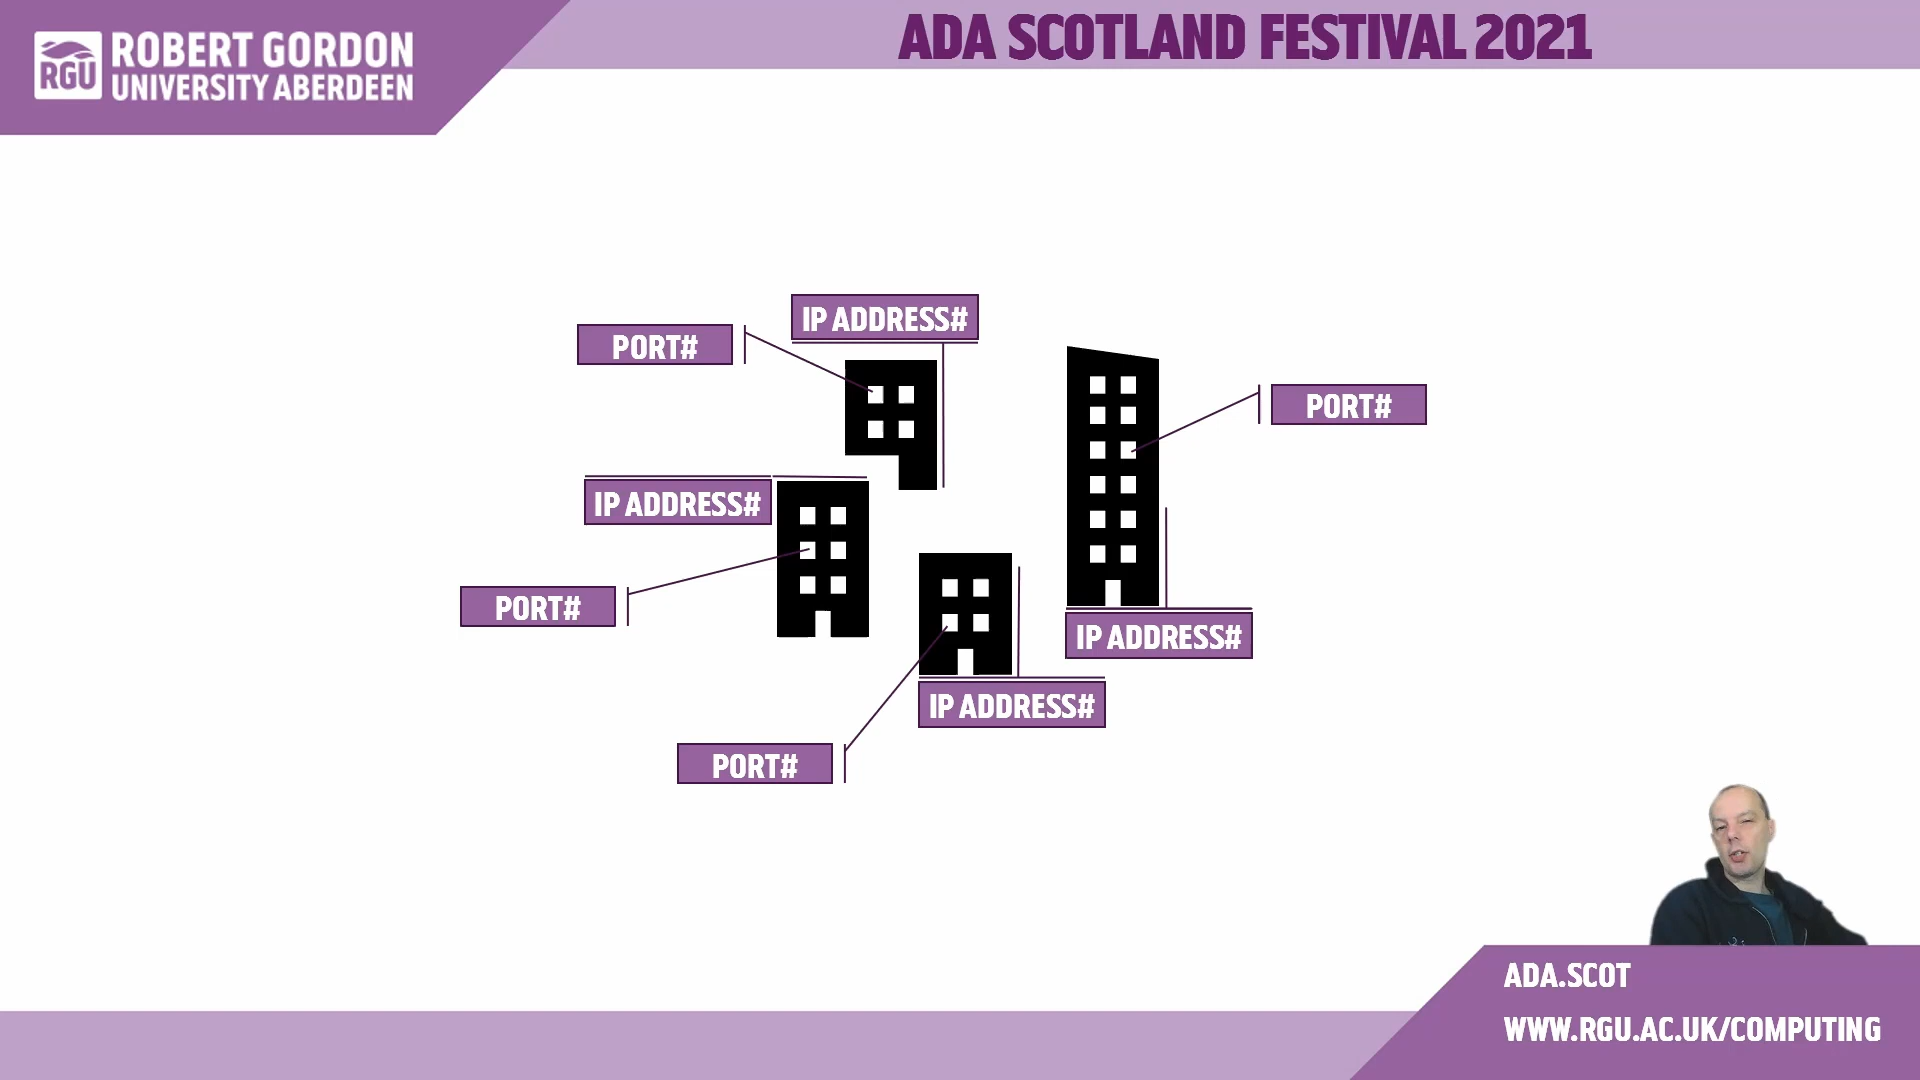 RGU
ROBERT GORDON
UNIVERSITY ABERDEEN
ADA SCOTLAND FESTIVAL 2021
IP ADDRESS#
PORT#
PORT#
IP ADDRESS#
PORT#
IP ADDRESS#
IP ADDRESS#
PORT#
ADA.SCOT
WWW.RGU.AC.UK/COMPUTING